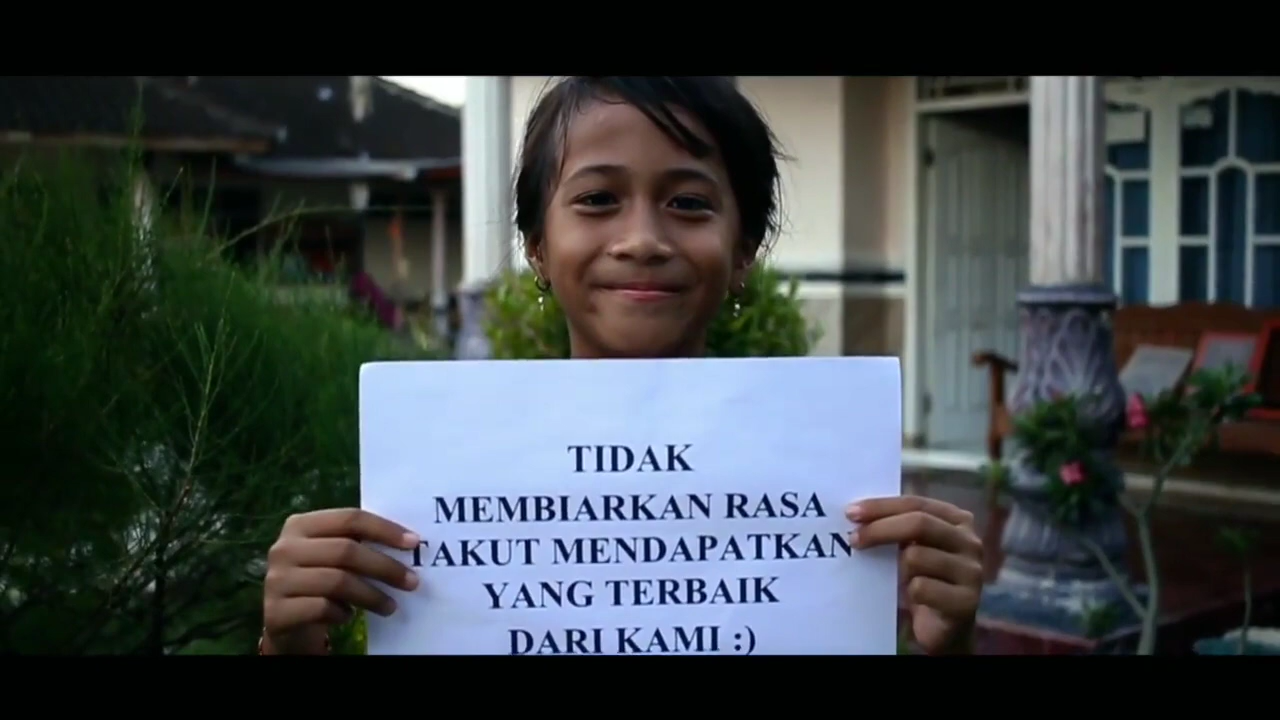 TIDAK
MEMBIARKAN RASA
TAKUT MENDAPATKAN
YANG TERBAIK
DARI KAMI :)